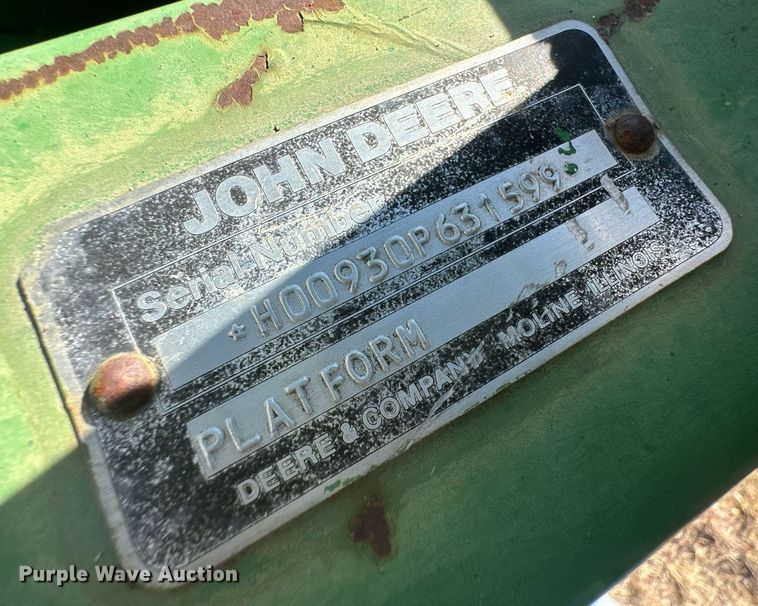 JOHN DEERE
Serial Number
*H00930P631599*
PLATFORM
DEERE & COMPANY MOLINE ILLINOIS
Purple Wave Auction